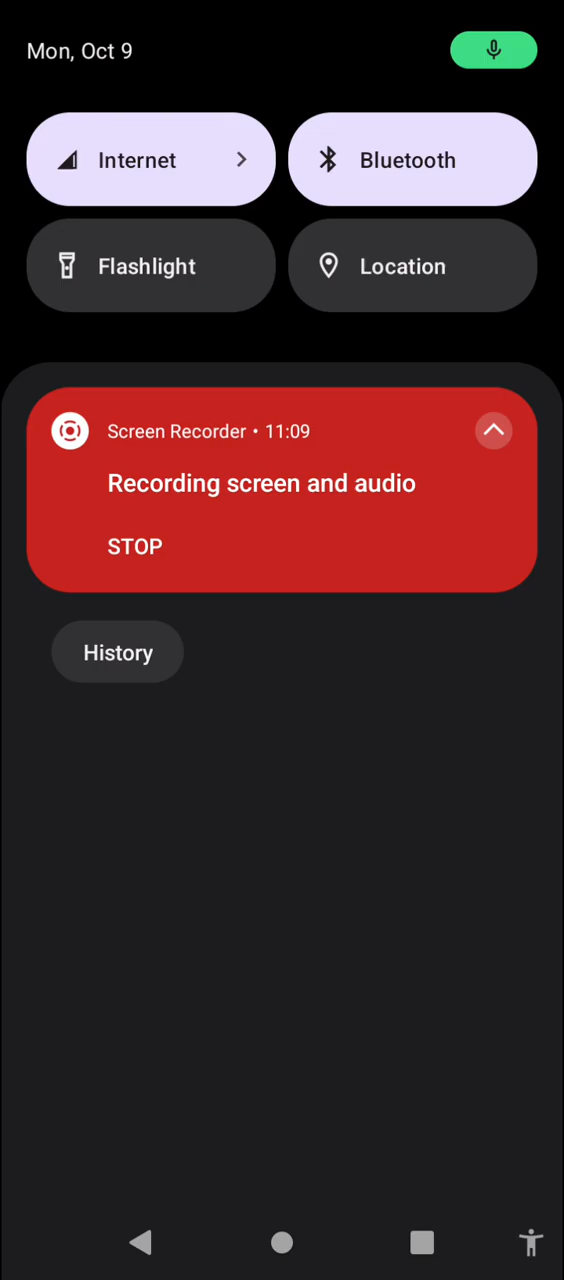 Mon, Oct 9
Internet
Bluetooth
Flashlight
Location
Screen Recorder • 11:09
Recording screen and audio
STOP
History